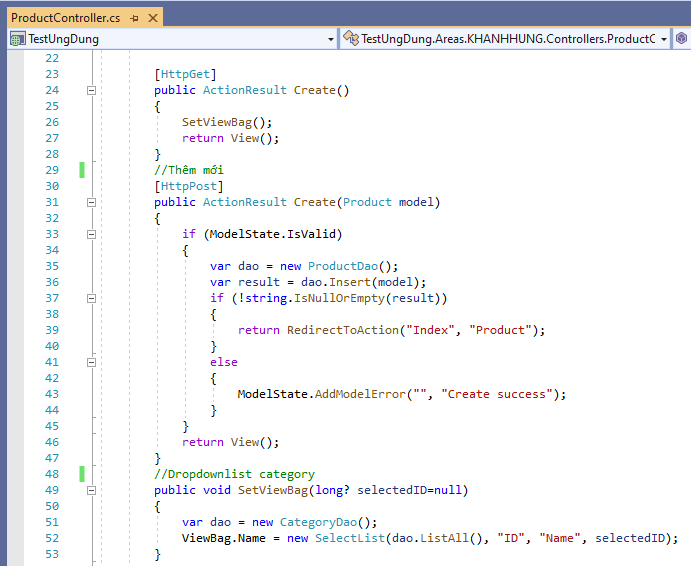 ProductController.cs
TestUngDung TestUngDung.Areas.KHANHHUNG.Controllers.ProductC
22
23 [HttpGet]
24 public ActionResult Create()
25 {
26 SetViewBag();
27 return View();
28 }
29 //Thêm mới
30 [HttpPost]
31 public ActionResult Create(Product model)
32 {
33 if (ModelState.IsValid)
34 {
35 var dao = new ProductDao();
36 var result = dao.Insert(model);
37 if (!string.IsNullOrEmpty(result))
38 {
39 return RedirectToAction("Index", "Product");
40 }
41 else
42 {
43 ModelState.AddModelError("", "Create success");
44 }
45 }
46 return View();
47 }
48 //Dropdownlist category
49 public void SetViewBag(long? selectedID=null)
50 {
51 var dao = new CategoryDao();
52 ViewBag.Name = new SelectList(dao.ListAll(), "ID", "Name", selectedID);
53 }